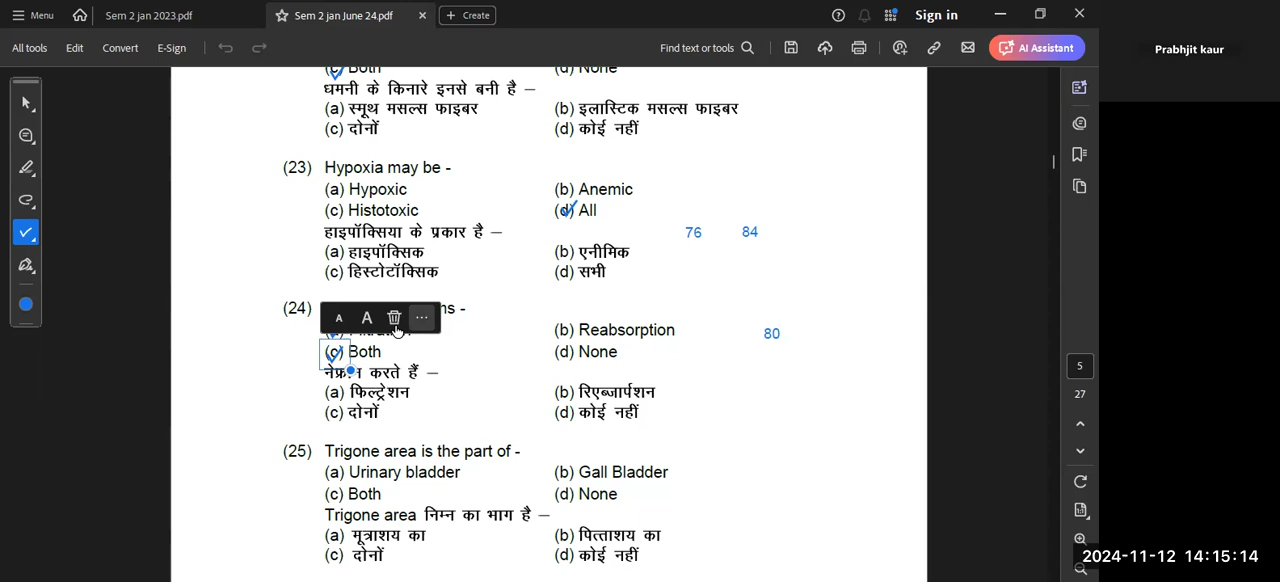 Menu
Sem 2 jan 2023.pdf
Sem 2 jan June 24.pdf
Create
Sign in
All tools
Edit
Convert
E-Sign
Find text or tools
AI Assistant
Prabhjit kaur
(c) Both (d) None
धमनी के किनारे इनसे बनी है –
(a) स्मूथ मसल्स फाइबर (b) इलास्टिक मसल्स फाइबर
(c) दोनों (d) कोई नहीं
(23) Hypoxia may be -
(a) Hypoxic (b) Anemic
(c) Histotoxic (d) All
हाइपॉक्सिया के प्रकार है – 76 84
(a) हाइपॉक्सिक (b) एनीमिक
(c) हिस्टोटॉक्सिक (d) सभी
(24) ms -
A A ...
(b) Reabsorption 80
(c) Both (d) None
नेफ्रॉन करते हैं –
(a) फिल्ट्रेशन (b) रिएब्जार्पशन
(c) दोनों (d) कोई नहीं
(25) Trigone area is the part of -
(a) Urinary bladder (b) Gall Bladder
(c) Both (d) None
Trigone area निम्न का भाग है –
(a) मूत्राशय का (b) पित्ताशय का
(c) दोनों (d) कोई नहीं
5
27
2024-11-12 14:15:14